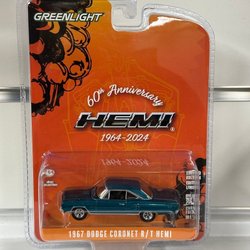 GREENLIGHT
60th Anniversary
HEMI
1964-2024
1967 DODGE CORONET R/T HEMI